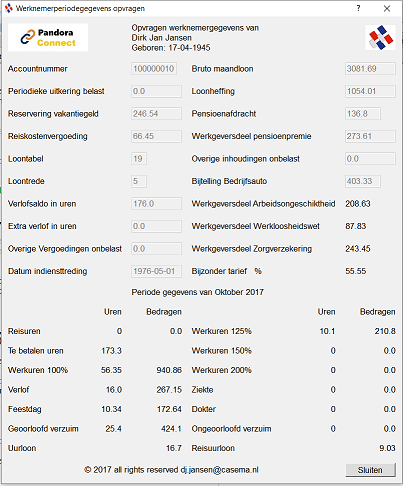 Werknemerperiodegegevens opvragen
Pandora
Connect
Opvragen werknemergegevens van
Dirk Jan Jansen
Geboren: 17-04-1945
Accountnummer 100000010 Bruto maandloon 3081.69
Periodieke uitkering belast 0.0 Loonheffing 1054.01
Reservering vakantiegeld 246.54 Pensioenafdracht 136.8
Reiskostenvergoeding 66.45 Werkgeversdeel pensioenpremie 273.61
Loontabel 19 Overige inhoudingen onbelast 0.0
Loontrede 5 Bijtelling Bedrijfsauto 403.33
Verlofsaldo in uren 176.0 Werkgeversdeel Arbeidsongeschiktheid 208.63
Extra verlof in uren 0.0 Werkgeversdeel Werkloosheidswet 87.83
Overige Vergoedingen onbelast 0.0 Werkgeversdeel Zorgverzekering 243.45
Datum indiensttreding 1976-05-01 Bijzonder tarief % 55.55
Periode gegevens van Oktober 2017
Uren Bedragen Uren Bedragen
Reisuren 0 0.0 Werkuren 125% 10.1 210.8
Te betalen uren 173.3 Werkuren 150% 0 0.0
Werkuren 100% 56.35 940.86 Werkuren 200% 0 0.0
Verlof 16.0 267.15 Ziekte 0 0.0
Feestdag 10.34 172.64 Dokter 0 0.0
Geoorloofd verzuim 25.4 424.1 Ongeoorloofd verzuim 0 0.0
Uurloon 16.7 Reisuurloon 9.03
© 2017 all rights reserved dj.jansen@casema.nl Sluiten